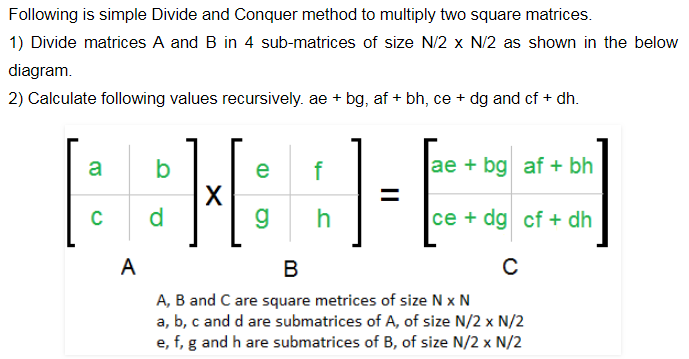 Following is simple Divide and Conquer method to multiply two square matrices.
1) Divide matrices A and B in 4 sub-matrices of size N/2 x N/2 as shown in the below
diagram.
2) Calculate following values recursively. ae + bg, af + bh, ce + dg and cf + dh.
a b e f ae + bg af + bh
X =
c d g h ce + dg cf + dh
A B C
A, B and C are square metrices of size N x N
a, b, c and d are submatrices of A, of size N/2 x N/2
e, f, g and h are submatrices of B, of size N/2 x N/2